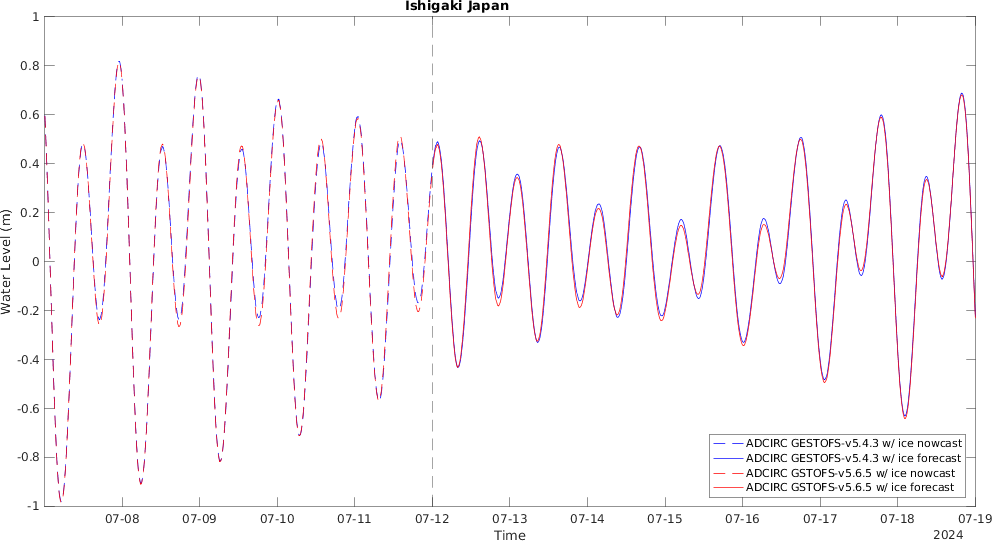 Ishigaki Japan
1
0.8
0.6
0.4
0.2
0
-0.2
-0.4
-0.6
-0.8
-1
Water Level (m)
ADCIRC GESTOFS-v5.4.3 w/ ice nowcast
ADCIRC GESTOFS-v5.4.3 w/ ice forecast
ADCIRC GSTOFS-v5.6.5 w/ ice nowcast
ADCIRC GSTOFS-v5.6.5 w/ ice forecast
07-08 07-09 07-10 07-11 07-12 07-13 07-14 07-15 07-16 07-17 07-18 07-19
Time
2024